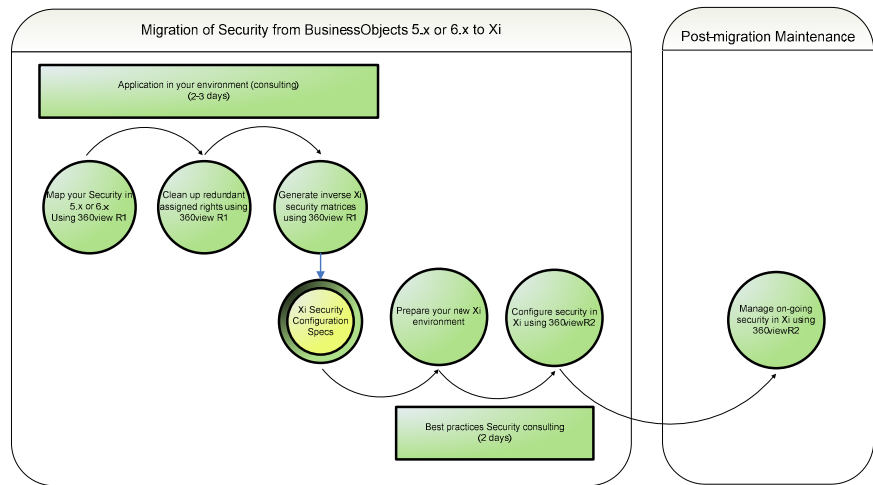 Migration of Security from BusinessObjects 5.x or 6.x to Xi
Post-migration Maintenance
Application in your environment (consulting)
(2-3 days)
Map your Security in
5.x or 6.x
Using 360view R1
Clean up redundant
assigned rights using
360view R1
Generate inverse Xi
security matrices
using 360view R1
Xi Security
Configuration
Specs
Prepare your new Xi
environment
Configure security in
Xi using 360viewR2
Manage on-going
security in Xi using
360viewR2
Best practices Security consulting
(2 days)